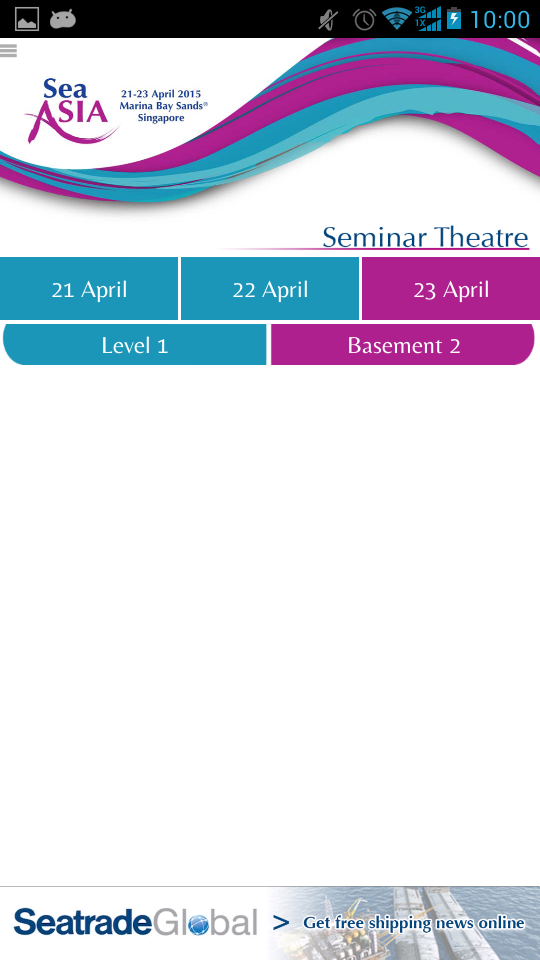 3G
1X
10:00
Sea
ASIA
21-23 April 2015
Marina Bay Sands®
Singapore
Seminar Theatre
21 April
22 April
23 April
Level 1
Basement 2
SeatradeGlobal > Get free shipping news online